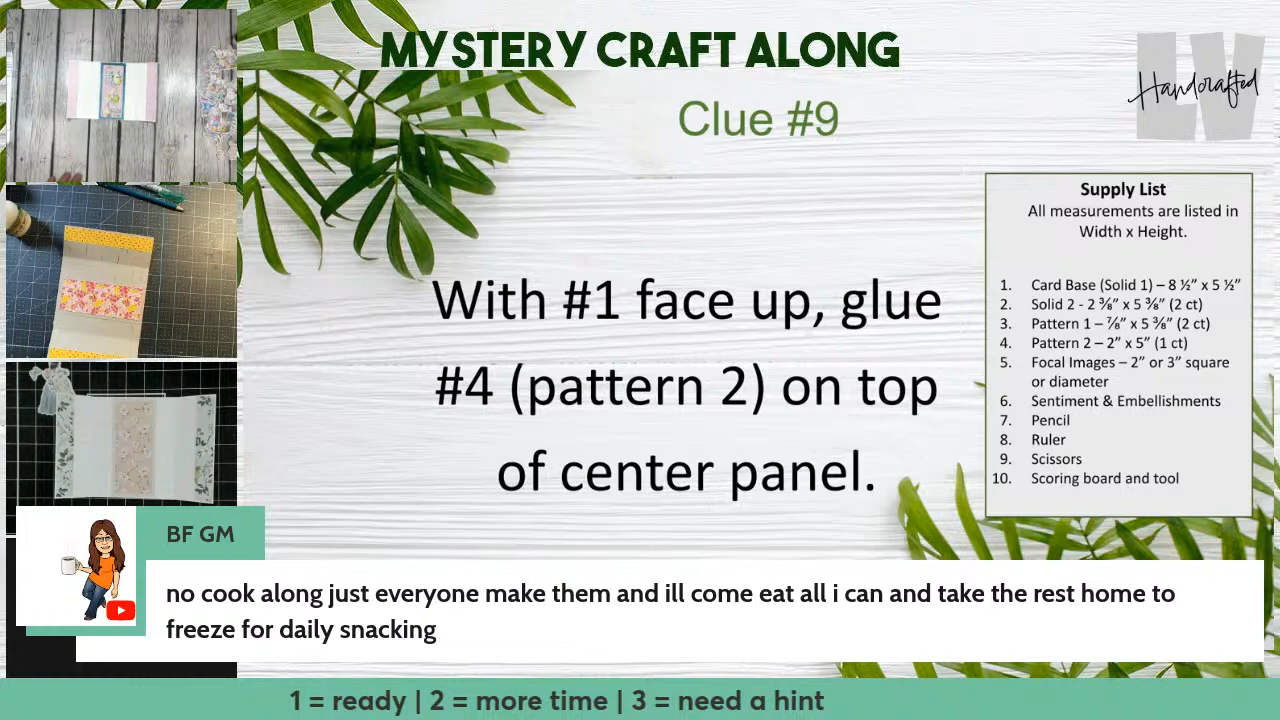 MYSTERY CRAFT ALONG
Handcrafted
Clue #9
With #1 face up, glue
#4 (pattern 2) on top
of center panel.
Supply List
All measurements are listed in
Width x Height.
1. Card Base (Solid 1) – 8 ½” x 5 ½”
2. Solid 2 - 2 ⅜” x 5 ⅜” (2 ct)
3. Pattern 1 – ⅞” x 5 ⅜” (2 ct)
4. Pattern 2 – 2” x 5” (1 ct)
5. Focal Images – 2” or 3” square
or diameter
6. Sentiment & Embellishments
7. Pencil
8. Ruler
9. Scissors
10. Scoring board and tool
BF GM
no cook along just everyone make them and ill come eat all i can and take the rest home to
freeze for daily snacking
1 = ready | 2 = more time | 3 = need a hint